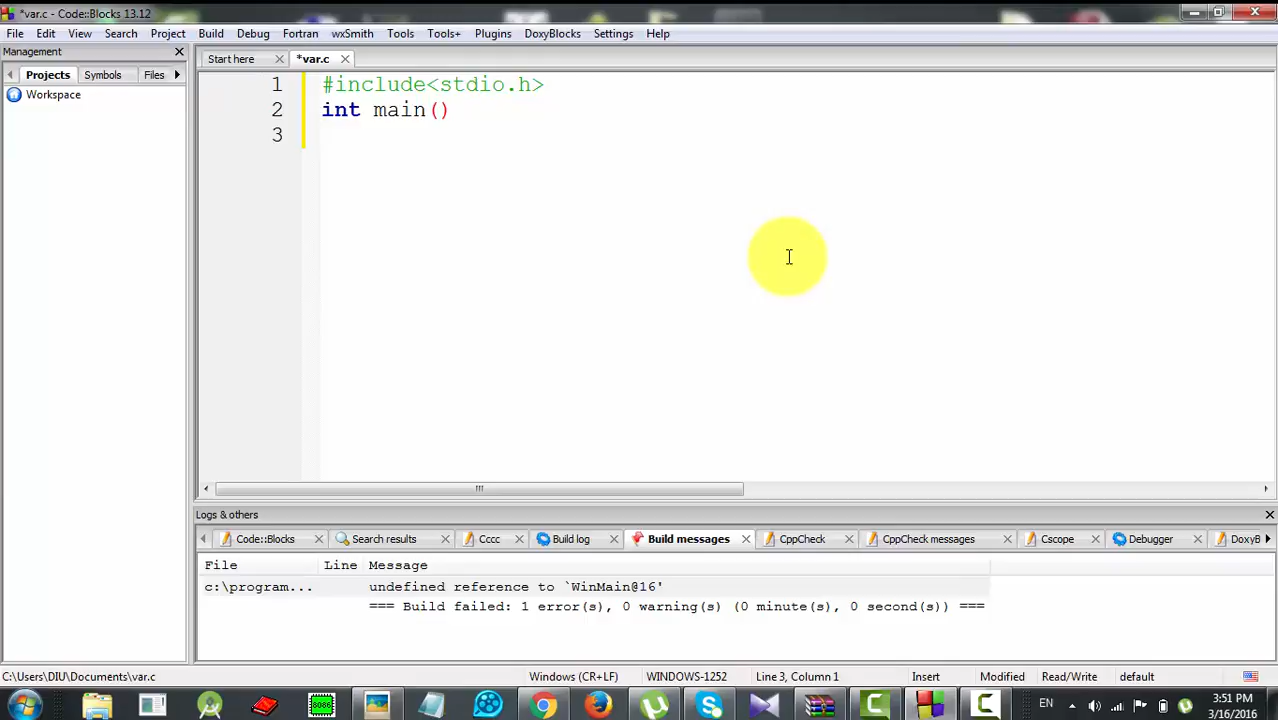 *var.c - Code::Blocks 13.12
File Edit View Search Project Build Debug Fortran wxSmith Tools Tools+ Plugins DoxyBlocks Settings Help
Management
Start here *var.c
Projects Symbols Files
Workspace
1 #include<stdio.h>
2 int main()
3
Logs & others
Code::Blocks Search results Cccc Build log Build messages CppCheck CppCheck messages Cscope Debugger DoxyB
File Line Message
c:\program... undefined reference to `WinMain@16'
=== Build failed: 1 error(s), 0 warning(s) (0 minute(s), 0 second(s)) ===
C:\Users\DIU\Documents\var.c Windows (CR+LF) WINDOWS-1252 Line 3, Column 1 Insert Modified Read/Write default
8086
EN
3:51 PM
3/16/2016